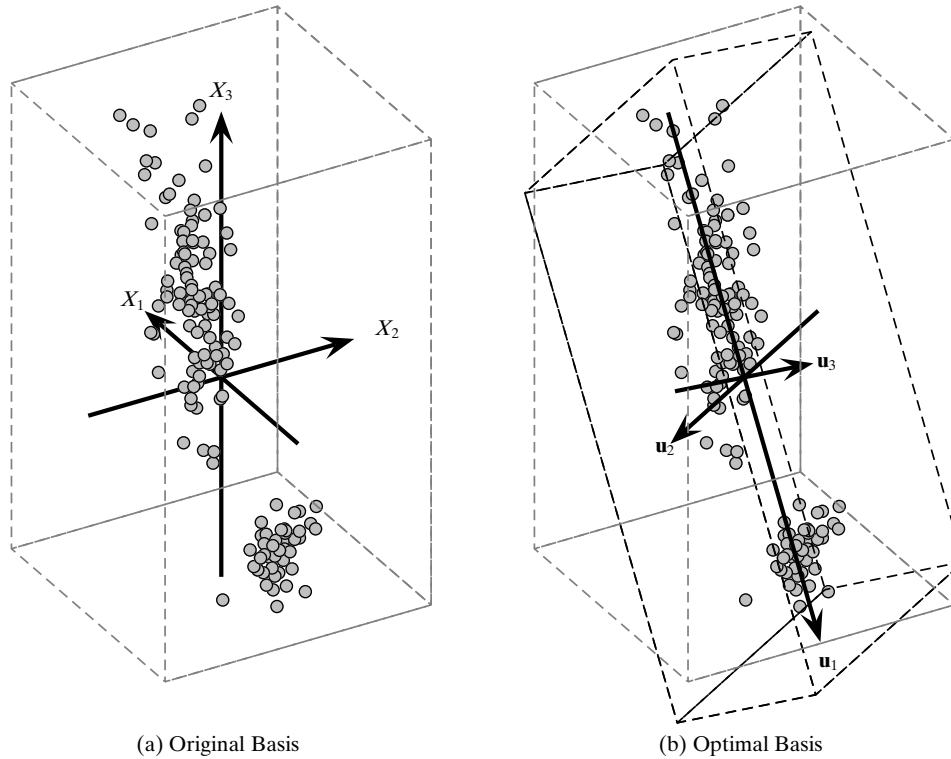 X3
X1
X2
u3
u2
u1
(a) Original Basis
(b) Optimal Basis